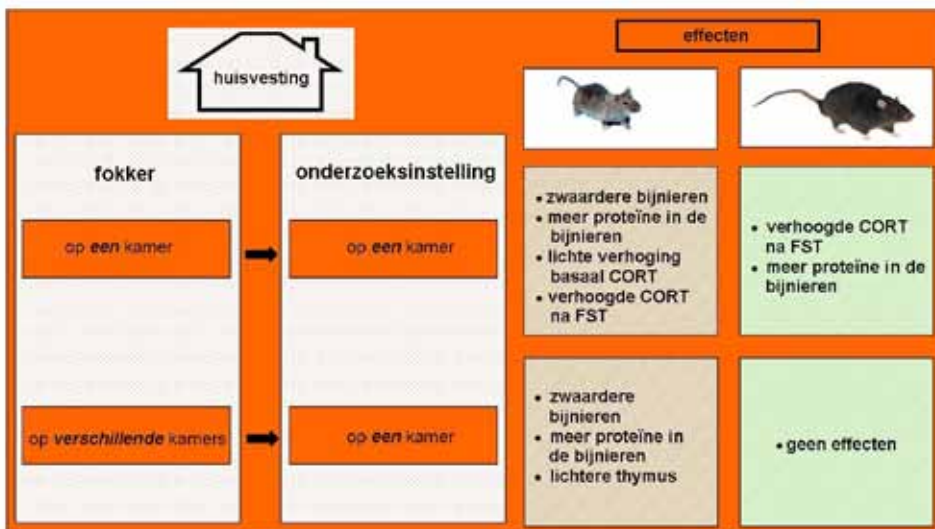 huisvesting
effecten
fokker
onderzoeksinstelling
op een kamer
op een kamer
• zwaardere bijnieren
• meer proteïne in de
bijnieren
• lichte verhoging
basaal CORT
• verhoogde CORT
na FST
• verhoogde CORT
na FST
• meer proteïne in de
bijnieren
op verschillende kamers
op een kamer
• zwaardere
bijnieren
• meer proteïne in
de bijnieren
• lichtere thymus
• geen effecten